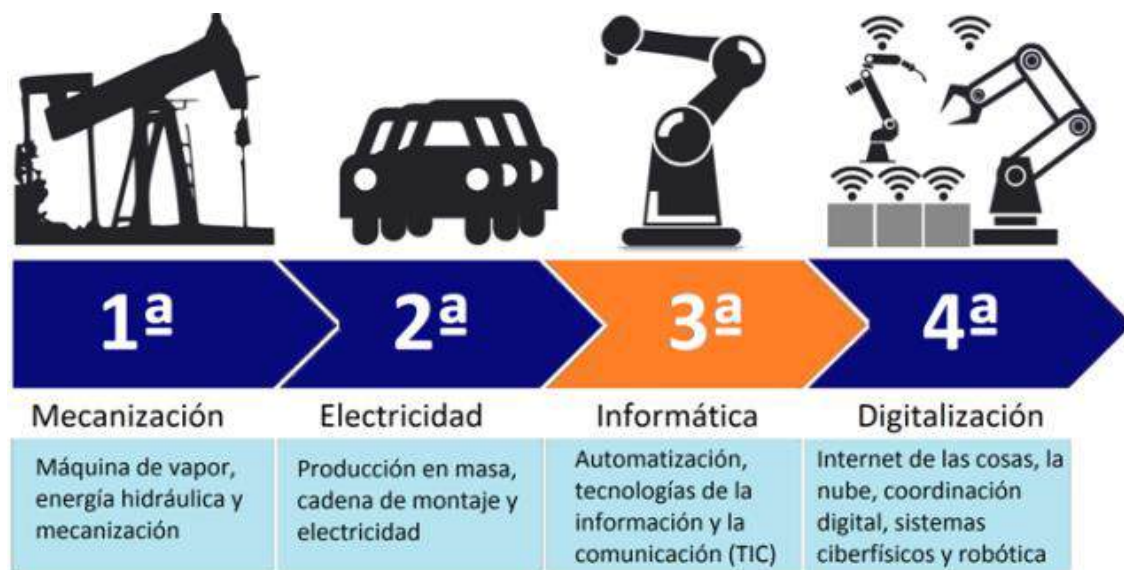 1ª
2ª
3ª
4ª
Mecanización
Electricidad
Informática
Digitalización
Máquina de vapor,
energía hidráulica y
mecanización
Producción en masa,
cadena de montaje y
electricidad
Automatización,
tecnologías de la
información y la
comunicación (TIC)
Internet de las cosas, la
nube, coordinación
digital, sistemas
ciberfísicos y robótica